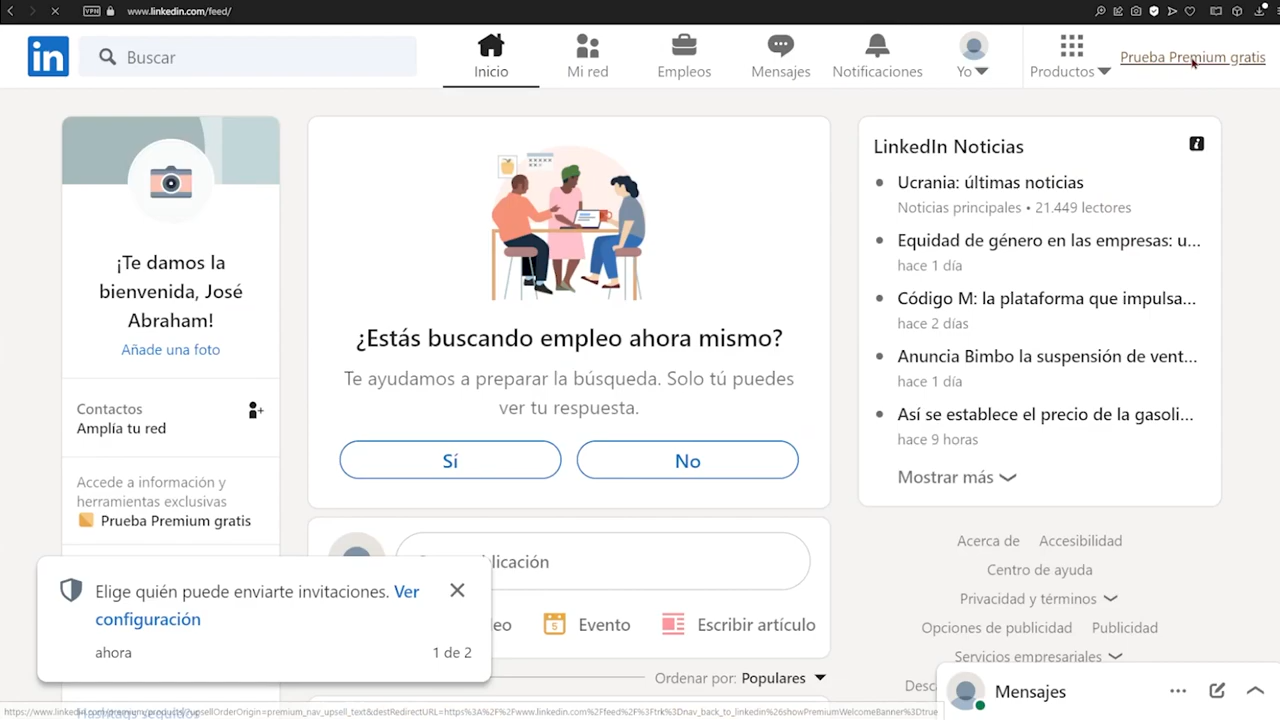 VPN
www.linkedin.com/feed/
in
Buscar
Inicio
Mi red
Empleos
Mensajes
Notificaciones
Yo
Productos
Prueba Premium gratis
¡Te damos la
bienvenida, José
Abraham!
Añade una foto
Contactos
Amplía tu red
Accede a información y
herramientas exclusivas
Prueba Premium gratis
¿Estás buscando empleo ahora mismo?
Te ayudamos a preparar la búsqueda. Solo tú puedes
ver tu respuesta.
Sí
No
licación
eo
5
Evento
Escribir artículo
Ordenar por: Populares
LinkedIn Noticias
Ucrania: últimas noticias
Noticias principales • 21.449 lectores
Equidad de género en las empresas: u...
hace 1 día
Código M: la plataforma que impulsa...
hace 2 días
Anuncia Bimbo la suspensión de vent...
hace 1 día
Así se establece el precio de la gasoli...
hace 9 horas
Mostrar más
Acerca de
Accesibilidad
Centro de ayuda
Privacidad y términos
Opciones de publicidad
Publicidad
Servicios empresariales
Desc
Elige quién puede enviarte invitaciones. Ver
configuración
ahora
1 de 2
Mensajes